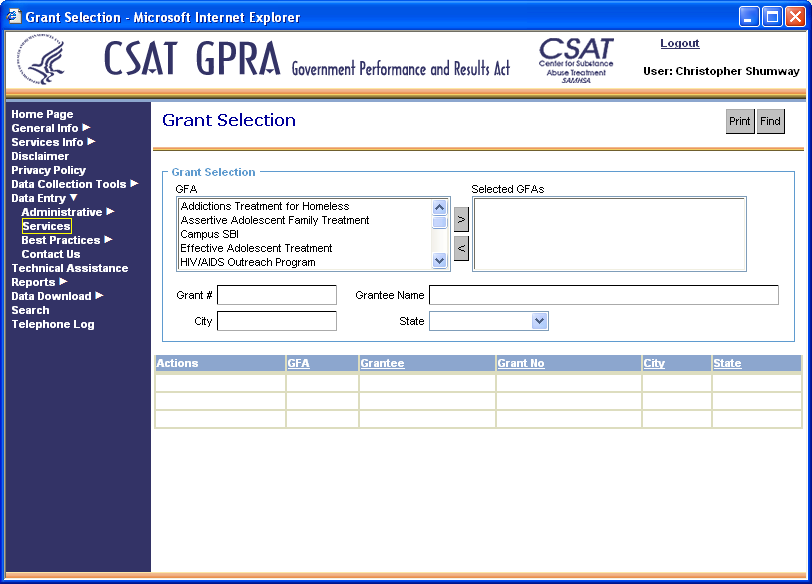 Grant Selection - Microsoft Internet Explorer
CSAT GPRA Government Performance and Results Act
CSAT
Center for Substance
Abuse Treatment
SAMHSA
Logout
User: Christopher Shumway
Home Page
General Info
Services Info
Disclaimer
Privacy Policy
Data Collection Tools
Data Entry
Administrative
Services
Best Practices
Contact Us
Technical Assistance
Reports
Data Download
Search
Telephone Log
Grant Selection
Print Find
Grant Selection
GFA Selected GFAs
Addictions Treatment for Homeless
Assertive Adolescent Family Treatment
Campus SBI
Effective Adolescent Treatment
HIV/AIDS Outreach Program
>
<
Grant # Grantee Name
City State
Actions GFA Grantee Grant No City State